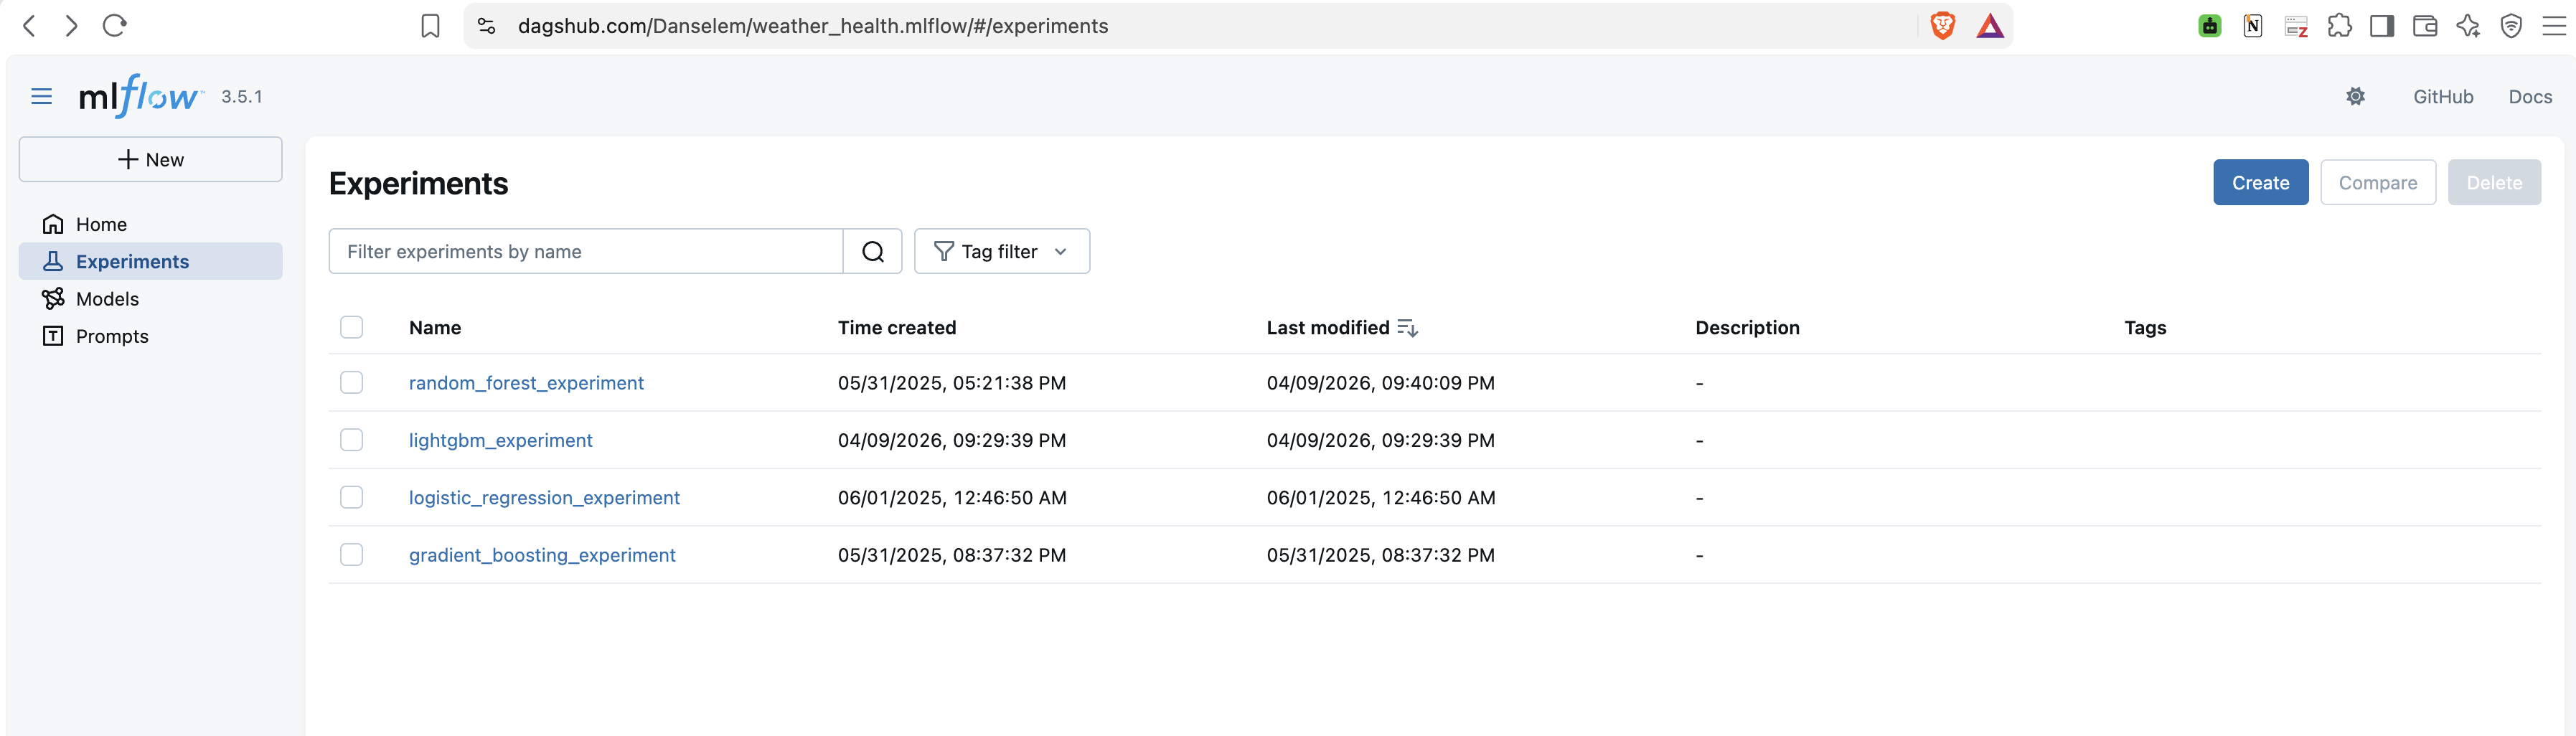 dagshub.com/Danselem/weather_health.mlflow/#/experiments
mlflow™ 3.5.1
GitHub Docs
New
Home
Experiments
Models
Prompts
Experiments
Create Compare Delete
Filter experiments by name Tag filter
Name Time created Last modified Description Tags
random_forest_experiment 05/31/2025, 05:21:38 PM 04/09/2026, 09:40:09 PM -
lightgbm_experiment 04/09/2026, 09:29:39 PM 04/09/2026, 09:29:39 PM -
logistic_regression_experiment 06/01/2025, 12:46:50 AM 06/01/2025, 12:46:50 AM -
gradient_boosting_experiment 05/31/2025, 08:37:32 PM 05/31/2025, 08:37:32 PM -